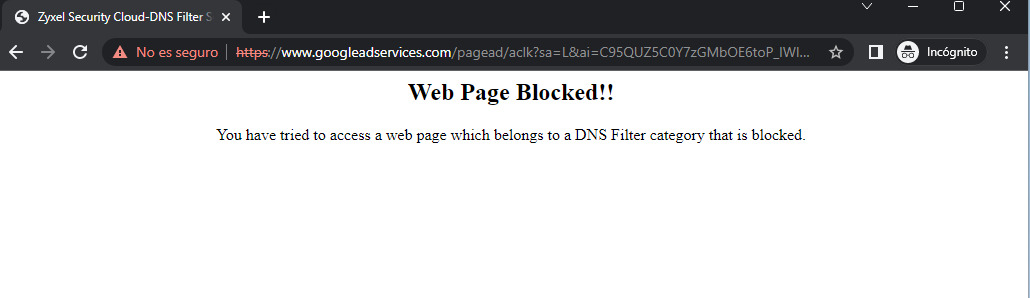 Zyxel Security Cloud-DNS Filter S
No es seguro https://www.googleadservices.com/pagead/aclk?sa=L&ai=C95QUZ5C0Y7zGMbOE6toP_IWI... Incógnito
Web Page Blocked!!
You have tried to access a web page which belongs to a DNS Filter category that is blocked.